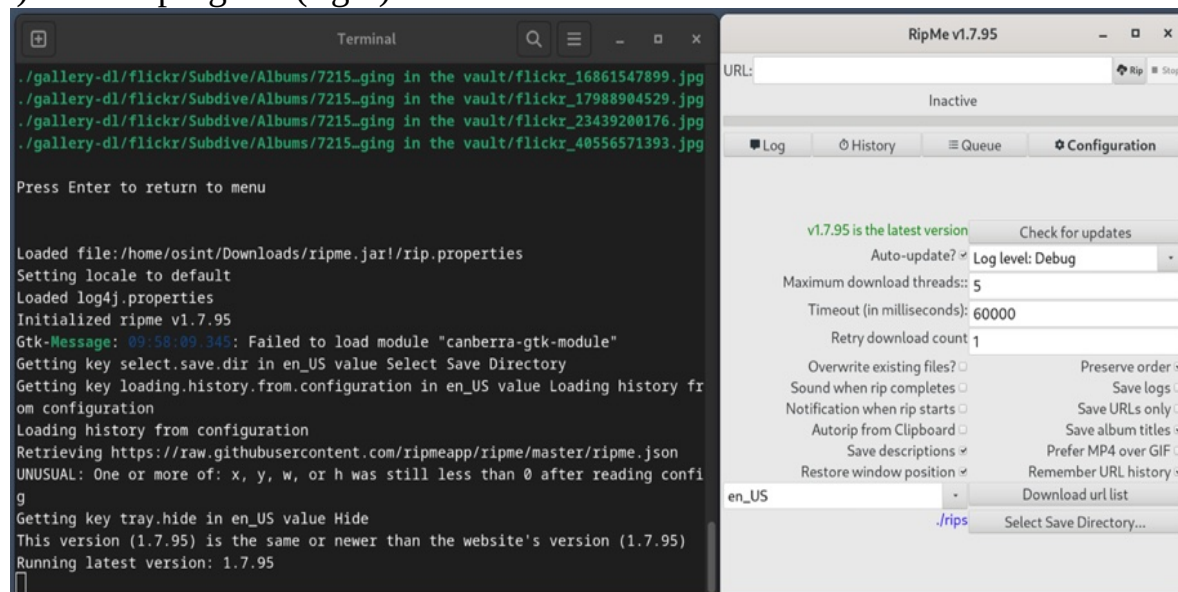 Terminal
./gallery-dl/flickr/Subdive/Albums/7215…ging in the vault/flickr_16861547899.jpg
./gallery-dl/flickr/Subdive/Albums/7215…ging in the vault/flickr_17988904529.jpg
./gallery-dl/flickr/Subdive/Albums/7215…ging in the vault/flickr_23439200176.jpg
./gallery-dl/flickr/Subdive/Albums/7215…ging in the vault/flickr_40556571393.jpg
Press Enter to return to menu
Loaded file:/home/osint/Downloads/ripme.jar!/rip.properties
Setting locale to default
Loaded log4j.properties
Initialized ripme v1.7.95
Gtk-Message: 09:58:09.345: Failed to load module "canberra-gtk-module"
Getting key select.save.dir in en_US value Select Save Directory
Getting key loading.history.from.configuration in en_US value Loading history fr
om configuration
Loading history from configuration
Retrieving https://raw.githubusercontent.com/ripmeapp/ripme/master/ripme.json
UNUSUAL: One or more of: x, y, w, or h was still less than 0 after reading confi
g
Getting key tray.hide in en_US value Hide
This version (1.7.95) is the same or newer than the website's version (1.7.95)
Running latest version: 1.7.95
RipMe v1.7.95
URL: Rip Stop
Inactive
Log History Queue Configuration
v1.7.95 is the latest version Check for updates
Auto-update? Log level: Debug
Maximum download threads:: 5
Timeout (in milliseconds): 60000
Retry download count 1
Overwrite existing files? Preserve order
Sound when rip completes Save logs
Notification when rip starts Save URLs only
Autorip from Clipboard Save album titles
Save descriptions Prefer MP4 over GIF
Restore window position Remember URL history
en_US Download url list
./rips Select Save Directory...